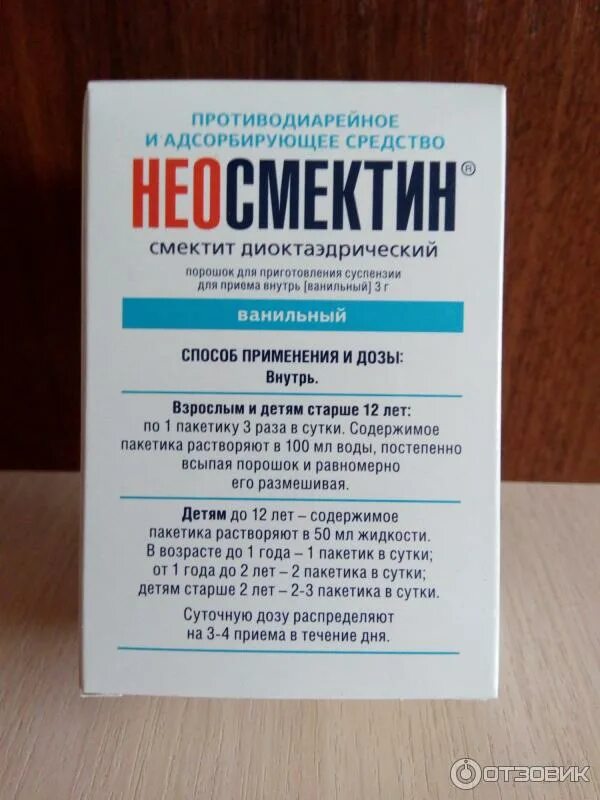 ПРОТИВОДИАРЕЙНОЕ
И АДСОРБИРУЮЩЕЕ СРЕДСТВО
НЕОСМЕКТИН®
СМЕКТИТ ДИОКТАЭДРИЧЕСКИЙ
порошок для приготовления суспензии
для приема внутрь [ванильный] 3 г
ванильный
СПОСОБ ПРИМЕНЕНИЯ И ДОЗЫ:
Внутрь.
Взрослым и детям старше 12 лет:
по 1 пакетику 3 раза в сутки. Содержимое
пакетика растворяют в 100 мл воды, постепенно
всыпая порошок и равномерно
его размешивая.
Детям до 12 лет – содержимое
пакетика растворяют в 50 мл жидкости.
В возрасте до 1 года – 1 пакетик в сутки;
от 1 года до 2 лет – 2 пакетика в сутки;
детям старше 2 лет – 2-3 пакетика в сутки.
Суточную дозу распределяют
на 3-4 приема в течение дня.
ОТЗОВИК